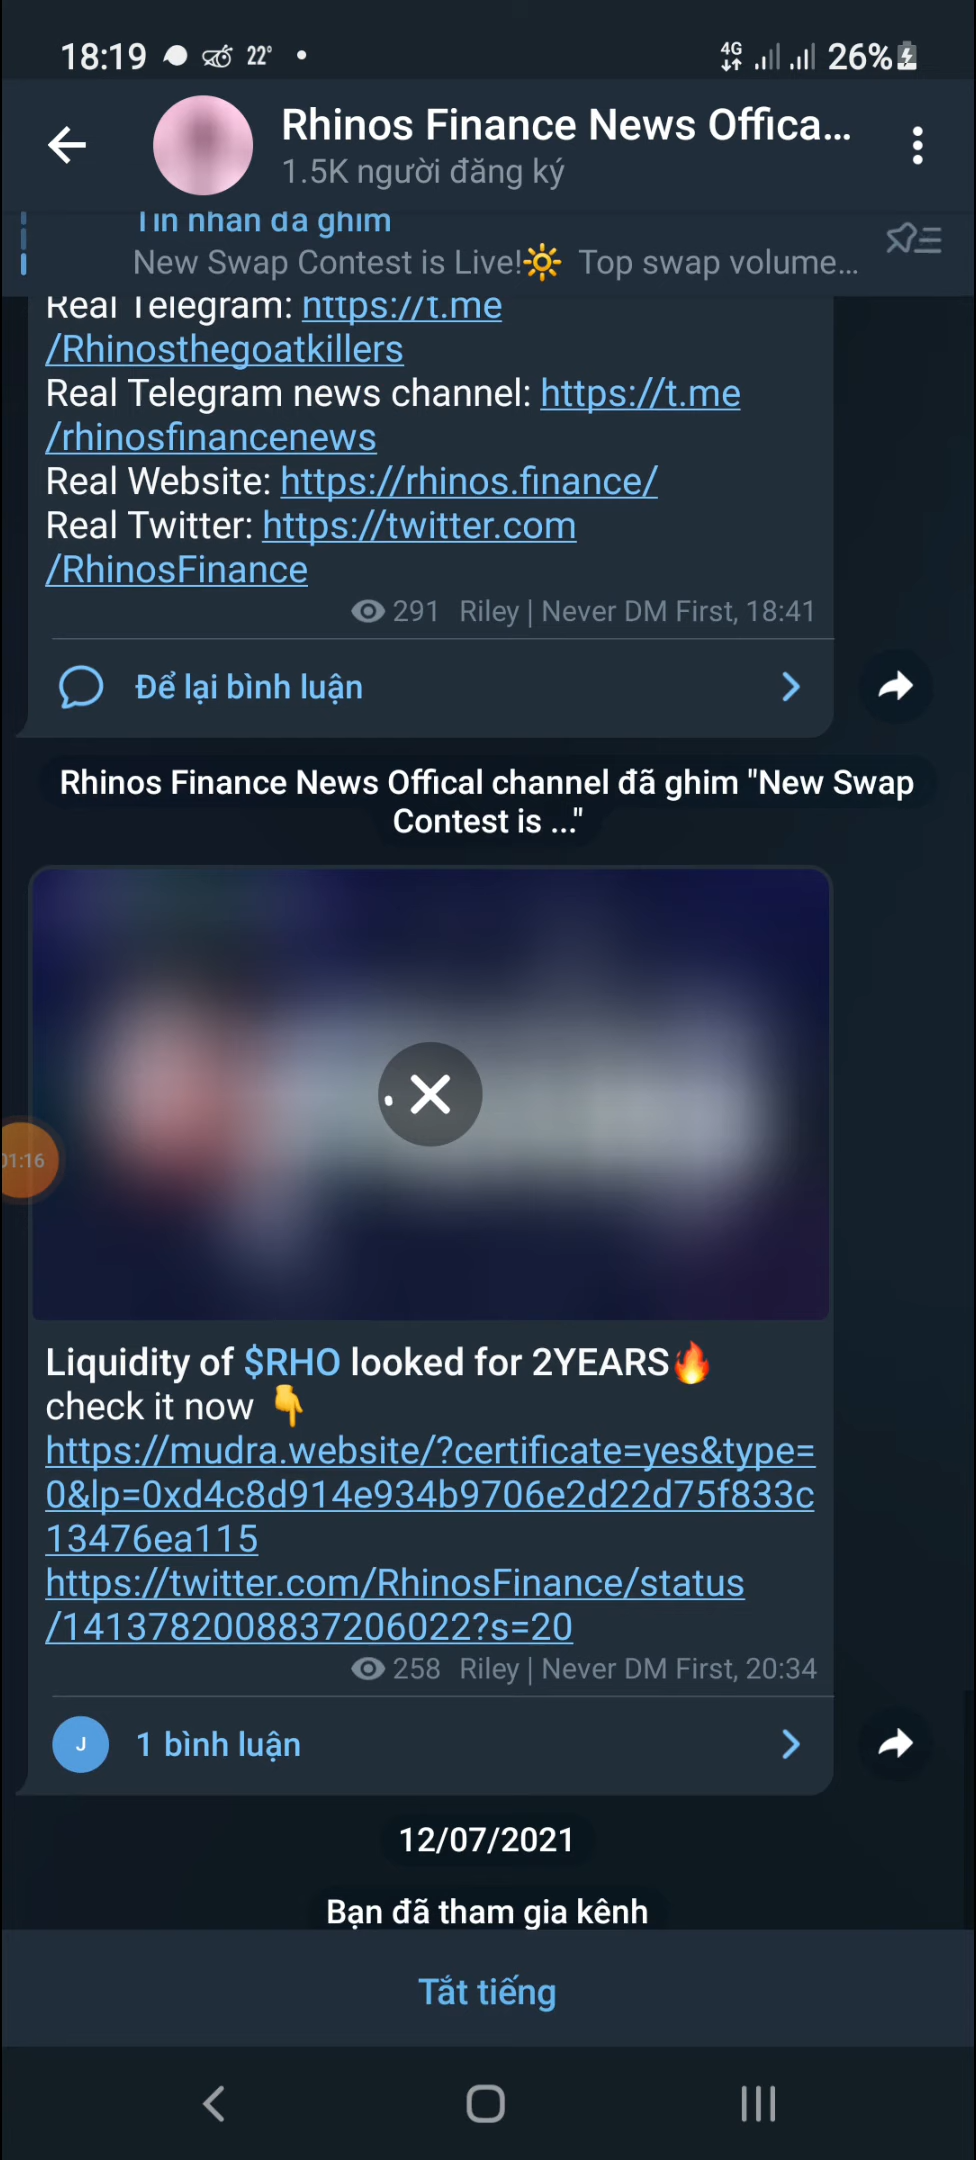 18:19 22° 4G 26%
Rhinos Finance News Offica...
1.5K người đăng ký
Tin nhắn đã ghim
New Swap Contest is Live!🔆 Top swap volume...
Real Telegram: https://t.me
/Rhinosthegoatkillers
Real Telegram news channel: https://t.me
/rhinosfinancenews
Real Website: https://rhinos.finance/
Real Twitter: https://twitter.com
/RhinosFinance
291 Riley | Never DM First, 18:41
Để lại bình luận
Rhinos Finance News Offical channel đã ghim "New Swap
Contest is ..."
01:16
Liquidity of $RHO looked for 2YEARS🔥
check it now 👇
https://mudra.website/?certificate=yes&type=
0&lp=0xd4c8d914e934b9706e2d22d75f833c
13476ea115
https://twitter.com/RhinosFinance/status
/1413782008837206022?s=20
258 Riley | Never DM First, 20:34
J 1 bình luận
12/07/2021
Bạn đã tham gia kênh
Tắt tiếng